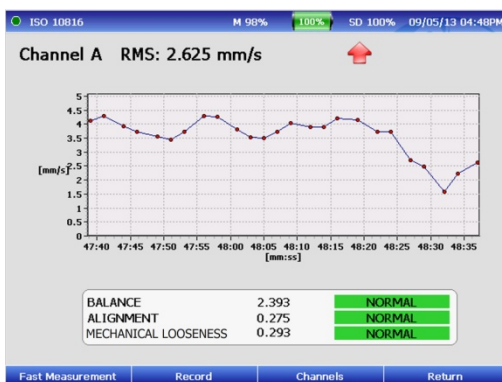 ISO 10816 M 98% 100% SD 100% 09/05/13 04:48PM
Channel A RMS: 2.625 mm/s
5
4.5
4
3.5
3
[mm/s] 2.5
2
1.5
1
0.5
0
47:40 47:45 47:50 47:55 48:00 48:05 48:10 48:15 48:20 48:25 48:30 48:35
[mm:ss]
BALANCE 2.393 NORMAL
ALIGNMENT 0.275 NORMAL
MECHANICAL LOOSENESS 0.293 NORMAL
Fast Measurement Record Channels Return